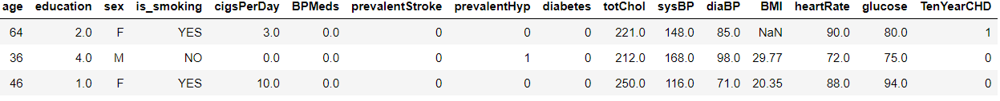 age education sex is_smoking cigsPerDay BPMeds prevalentStroke prevalentHyp diabetes totChol sysBP diaBP BMI heartRate glucose TenYearCHD
64 2.0 F YES 3.0 0.0 0 0 0 221.0 148.0 85.0 NaN 90.0 80.0 1
36 4.0 M NO 0.0 0.0 0 1 0 212.0 168.0 98.0 29.77 72.0 75.0 0
46 1.0 F YES 10.0 0.0 0 0 0 250.0 116.0 71.0 20.35 88.0 94.0 0